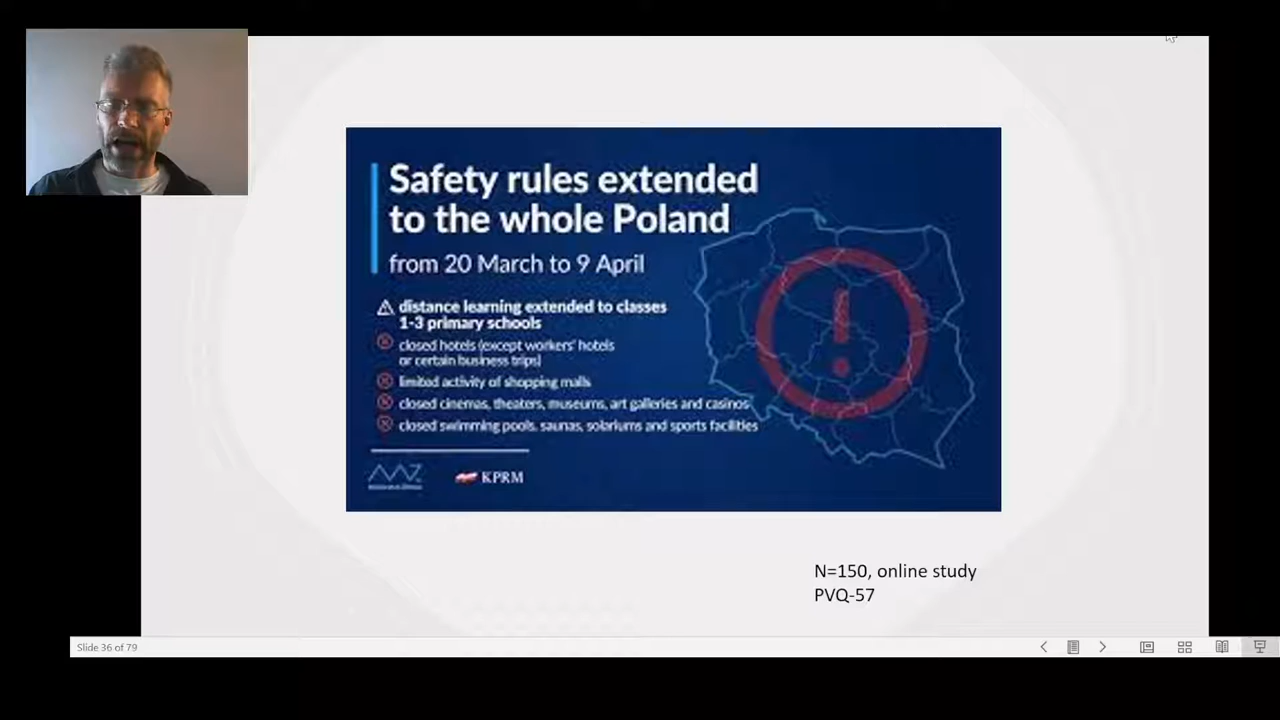 Safety rules extended
to the whole Poland
from 20 March to 9 April
distance learning extended to classes
1-3 primary schools
closed hotels (except workers' hotels
or certain business trips)
limited activity of shopping malls
closed cinemas, theaters, museums, art galleries and casinos
closed swimming pools, saunas, solariums and sports facilities
KPRM
N=150, online study
PVQ-57
Slide 36 of 79